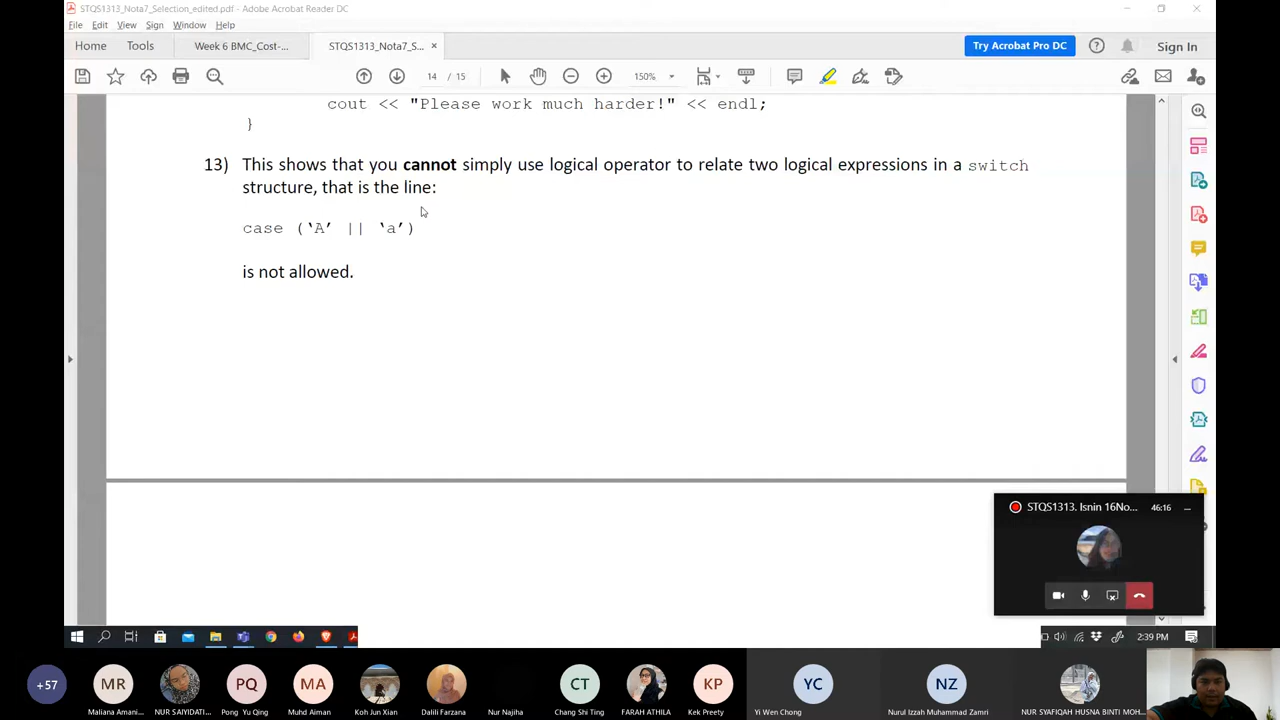 STQS1313_Nota7_Selection_edited.pdf - Adobe Acrobat Reader DC
File Edit View Sign Window Help
Home Tools Week 6 BMC_Cost-... STQS1313_Nota7_S... × Try Acrobat Pro DC Sign In
14 / 15 150%
cout << "Please work much harder!" << endl;
}
13) This shows that you cannot simply use logical operator to relate two logical expressions in a switch
structure, that is the line:
case (‘A’ || ‘a’)
is not allowed.
STQS1313. Isnin 16No... 46:16
2:39 PM
+57 MR PQ MA CT KP YC NZ
Maliana Amani... NUR SAIYIDATI... Pong Yu Qing Muhd Aiman Koh Jun Xian Dalili Farzana Nur Najiha Chang Shi Ting FARAH ATHILA Kek Preety Yi Wen Chong Nurul Izzah Muhammad Zamri NUR SYAFIQAH HUSNA BINTI MOH...